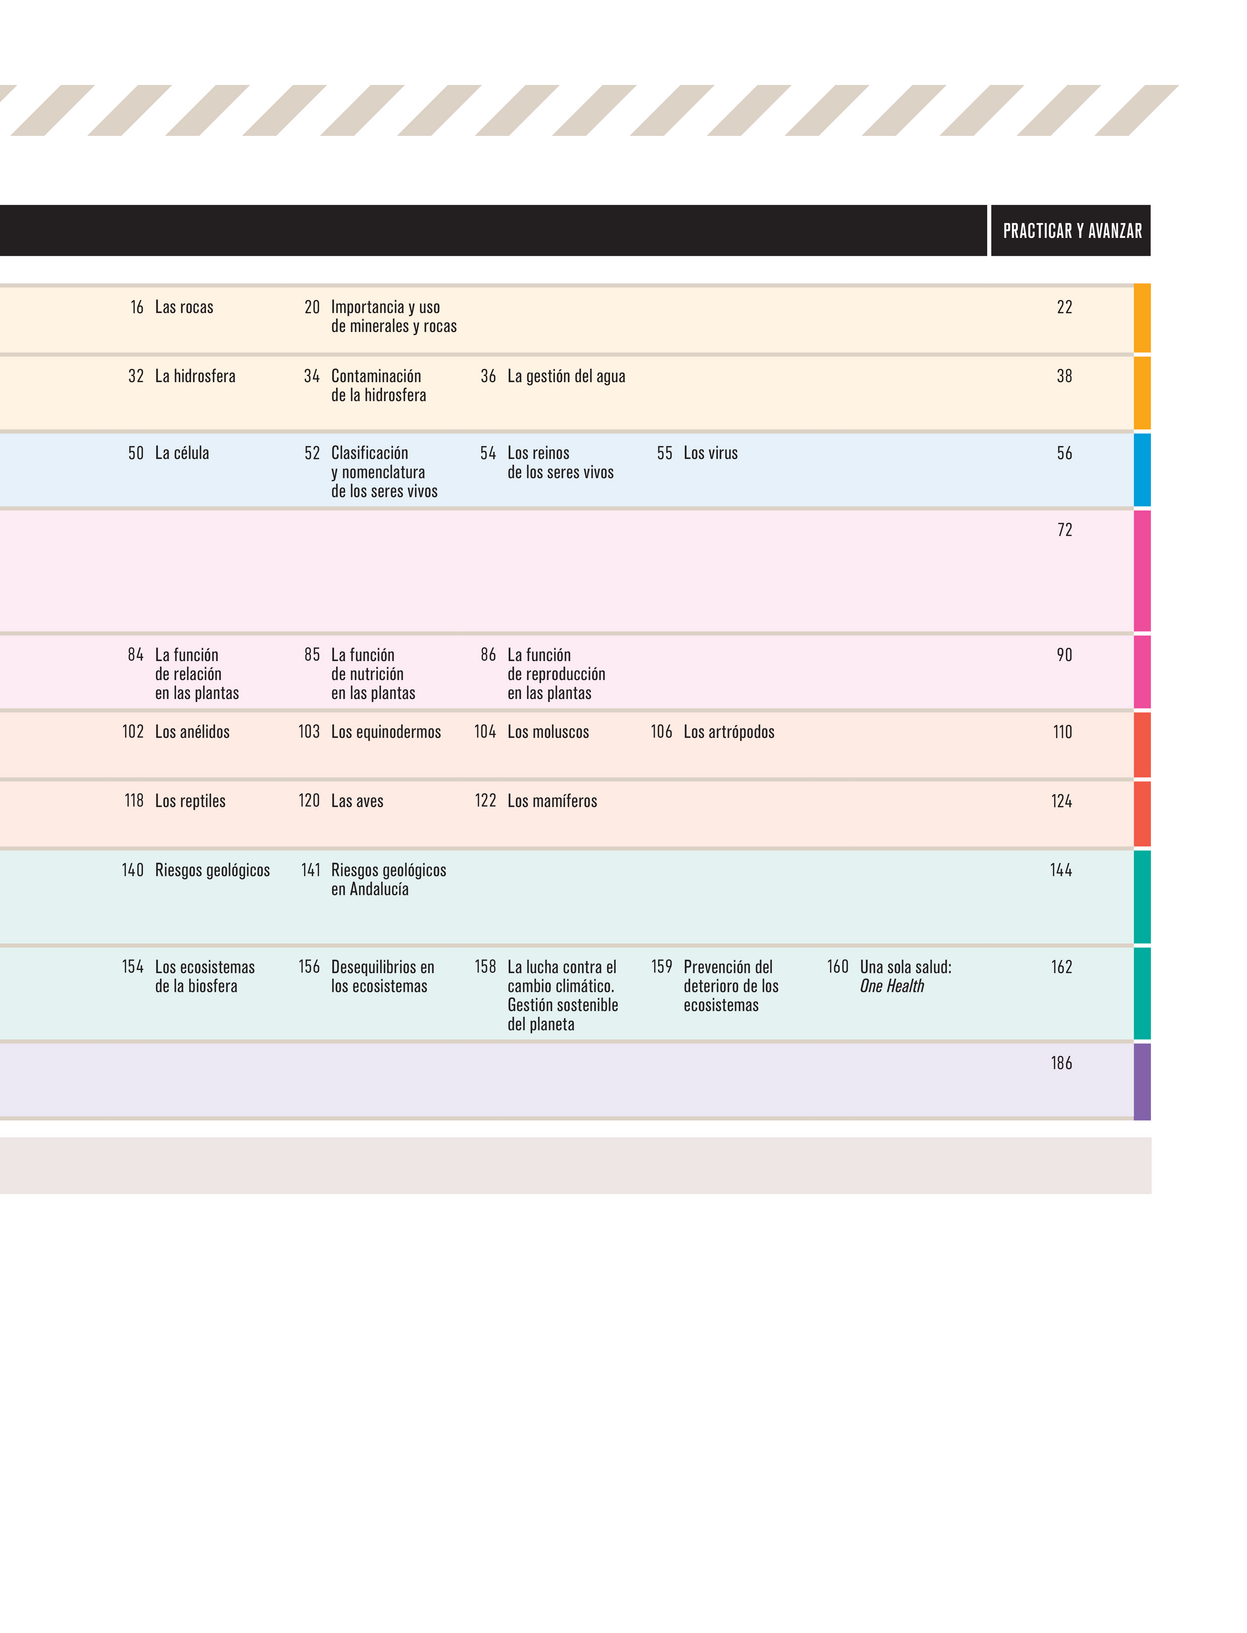 PRACTICAR Y AVANZAR
16 Las rocas
20 Importancia y uso
de minerales y rocas
22
32 La hidrosfera
34 Contaminación
de la hidrosfera
36 La gestión del agua
38
50 La célula
52 Clasificación
y nomenclatura
de los seres vivos
54 Los reinos
de los seres vivos
55 Los virus
56
72
84 La función
de relación
en las plantas
85 La función
de nutrición
en las plantas
86 La función
de reproducción
en las plantas
90
102 Los anélidos
103 Los equinodermos
104 Los moluscos
106 Los artrópodos
110
118 Los reptiles
120 Las aves
122 Los mamíferos
124
140 Riesgos geológicos
141 Riesgos geológicos
en Andalucía
144
154 Los ecosistemas
de la biosfera
156 Desequilibrios en
los ecosistemas
158 La lucha contra el
cambio climático.
Gestión sostenible
del planeta
159 Prevención del
deterioro de los
ecosistemas
160 Una sola salud:
One Health
162
186